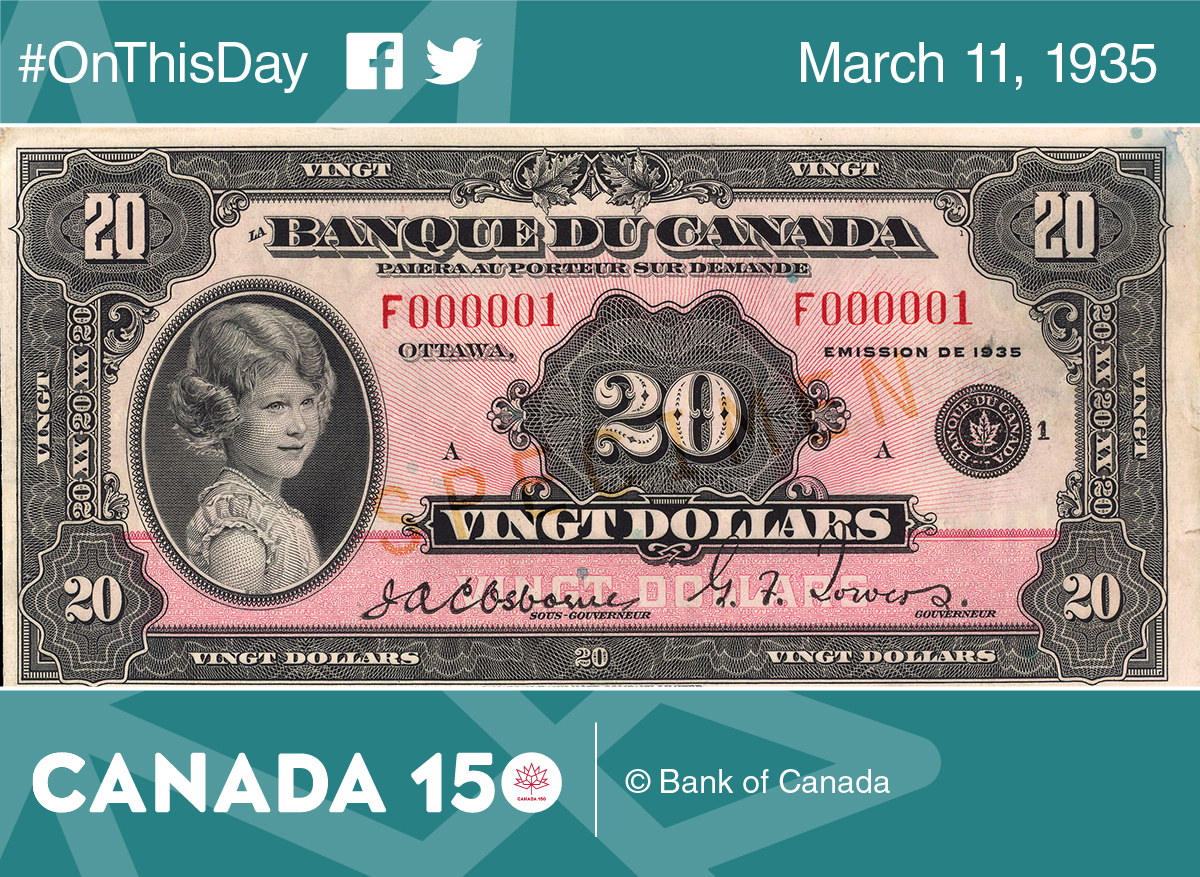 #OnThisDay March 11, 1935
VINGT VINGT
20 20
LA BANQUE DU CANADA
PAIERA AU PORTEUR SUR DEMANDE
F000001 F000001
OTTAWA, EMISSION DE 1935
20 XX 20 XX 20
VINGT
20
20 XX 20 XX 20
VINGT
BANQUE DU CANADA
1
A A
SPECIMEN
VINGT DOLLARS
VINGT DOLLARS
J A C Osborne G. F. Towers.
SOUS-GOUVERNEUR GOUVERNEUR
20 20
VINGT DOLLARS 20 VINGT DOLLARS
CANADA 150
CANADA 150
© Bank of Canada